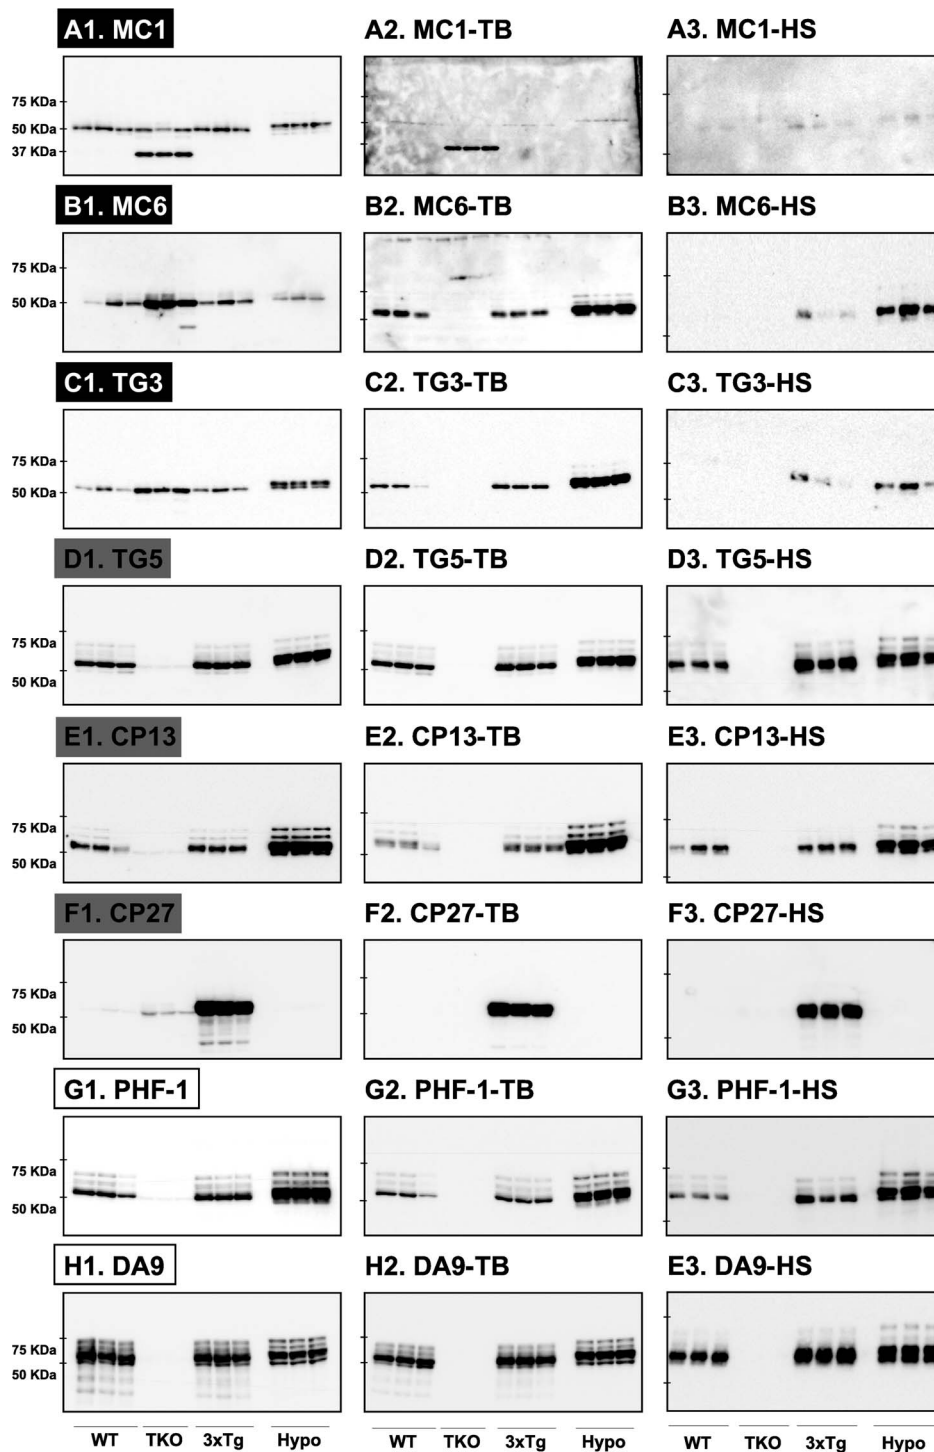 A1. MC1 A2. MC1-TB A3. MC1-HS
75 KDa
50 KDa
37 KDa
B1. MC6 B2. MC6-TB B3. MC6-HS
75 KDa
50 KDa
C1. TG3 C2. TG3-TB C3. TG3-HS
75 KDa
50 KDa
D1. TG5 D2. TG5-TB D3. TG5-HS
75 KDa
50 KDa
E1. CP13 E2. CP13-TB E3. CP13-HS
75 KDa
50 KDa
F1. CP27 F2. CP27-TB F3. CP27-HS
75 KDa
50 KDa
G1. PHF-1 G2. PHF-1-TB G3. PHF-1-HS
75 KDa
50 KDa
H1. DA9 H2. DA9-TB E3. DA9-HS
75 KDa
50 KDa
WT TKO 3xTg Hypo WT TKO 3xTg Hypo WT TKO 3xTg Hypo